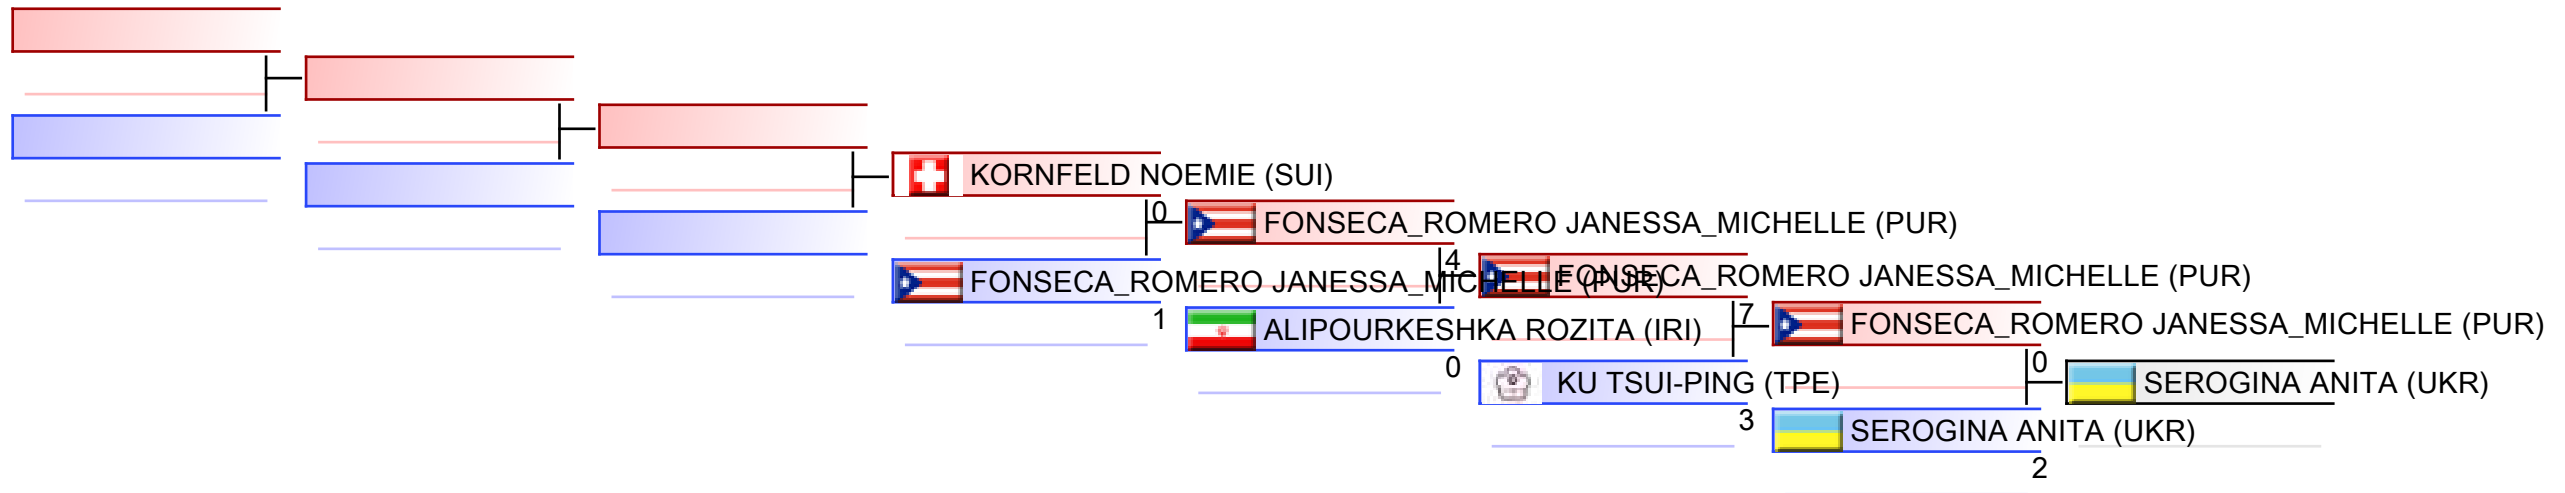 KORNFELD NOEMIE (SUI)
0
FONSECA_ROMERO JANESSA_MICHELLE (PUR)
FONSECA_ROMERO JANESSA_MICHELLE (PUR)
1
4
FONSECA_ROMERO JANESSA_MICHELLE (PUR)
ALIPOURKESHKA ROZITA (IRI)
0
7
FONSECA_ROMERO JANESSA_MICHELLE (PUR)
KU TSUI-PING (TPE)
3
0
SEROGINA ANITA (UKR)
SEROGINA ANITA (UKR)
2